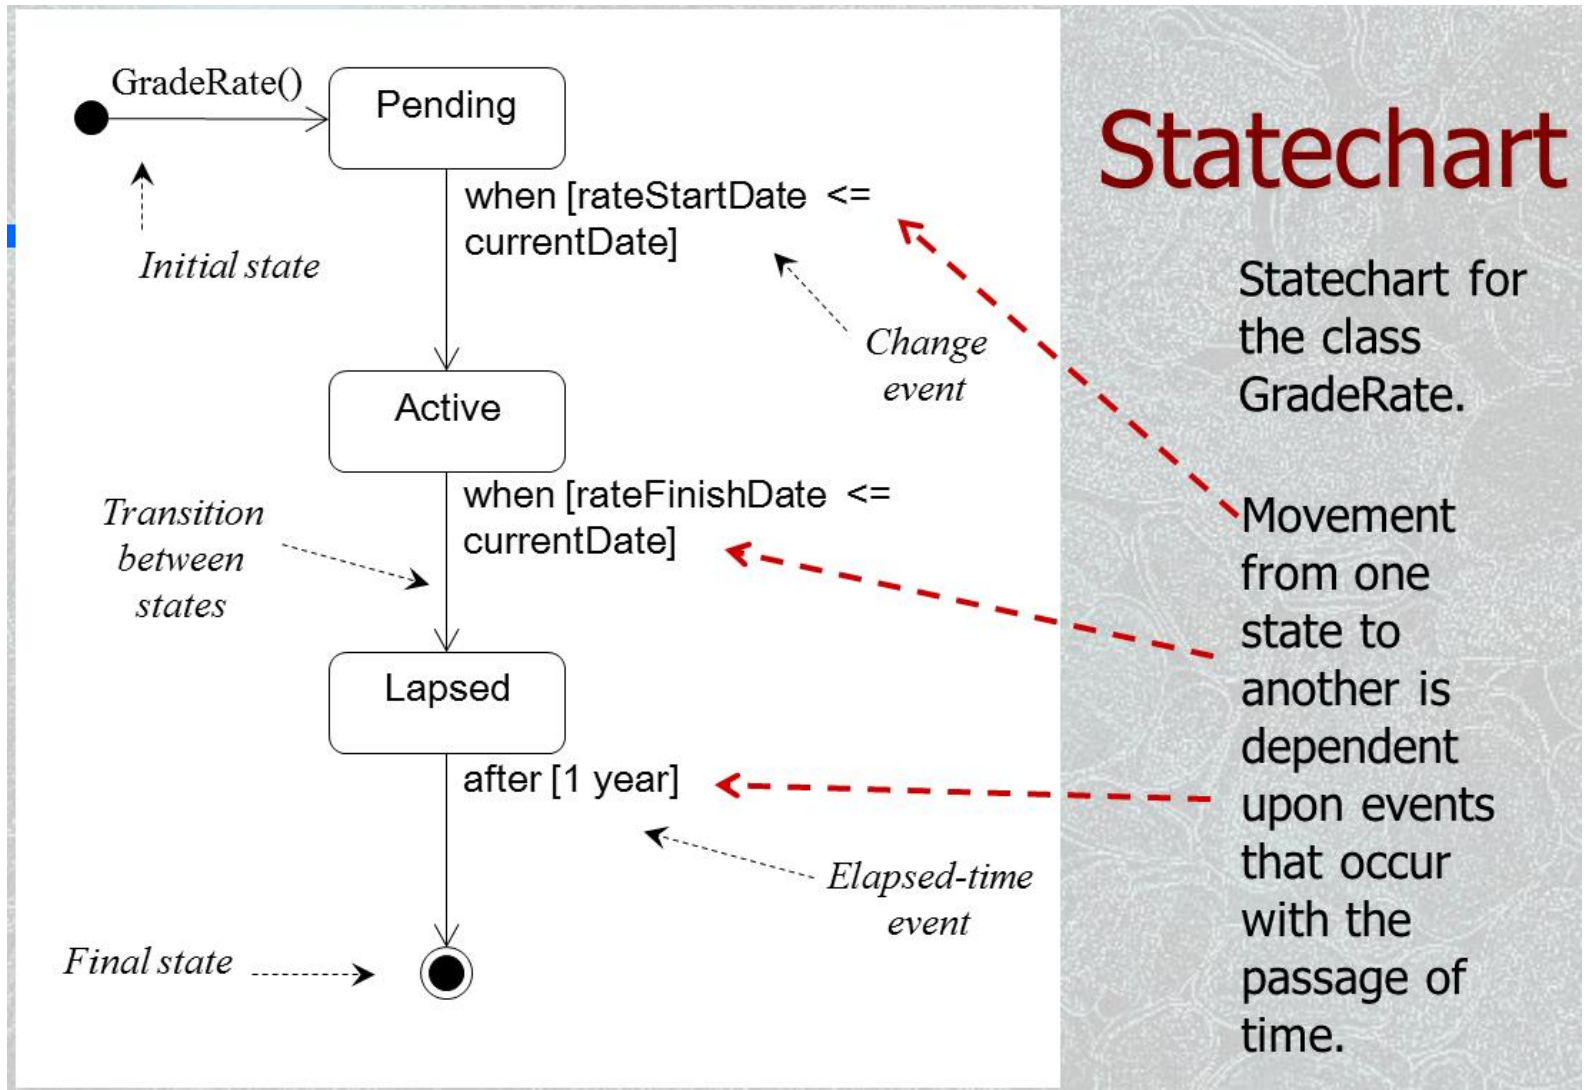 GradeRate()
Pending
when [rateStartDate <=
currentDate]
Initial state
Change
event
Active
when [rateFinishDate <=
currentDate]
Transition
between
states
Lapsed
after [1 year]
Elapsed-time
event
Final state
Statechart
Statechart for
the class
GradeRate.
Movement
from one
state to
another is
dependent
upon events
that occur
with the
passage of
time.